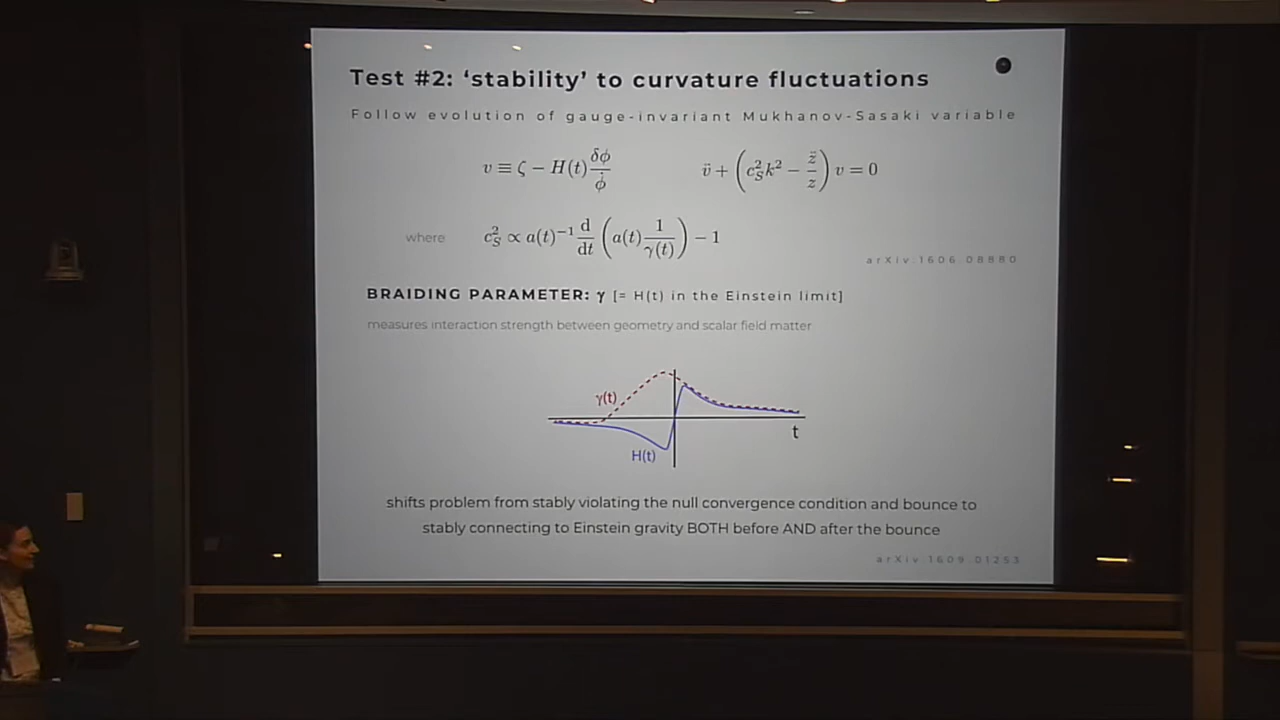 Test #2: ‘stability’ to curvature fluctuations
Follow evolution of gauge-invariant Mukhanov-Sasaki variable
v ≡ ζ − H(t) δϕ/ϕ̇    v̈ + (c_S²k² − z̈/z) v = 0
where c_S² ∝ a(t)⁻¹ d/dt (a(t) 1/γ(t)) − 1
arXiv:1606.08880
BRAIDING PARAMETER: γ [= H(t) in the Einstein limit]
measures interaction strength between geometry and scalar field matter
γ(t)
t
H(t)
shifts problem from stably violating the null convergence condition and bounce to
stably connecting to Einstein gravity BOTH before AND after the bounce
arXiv:1609.01253